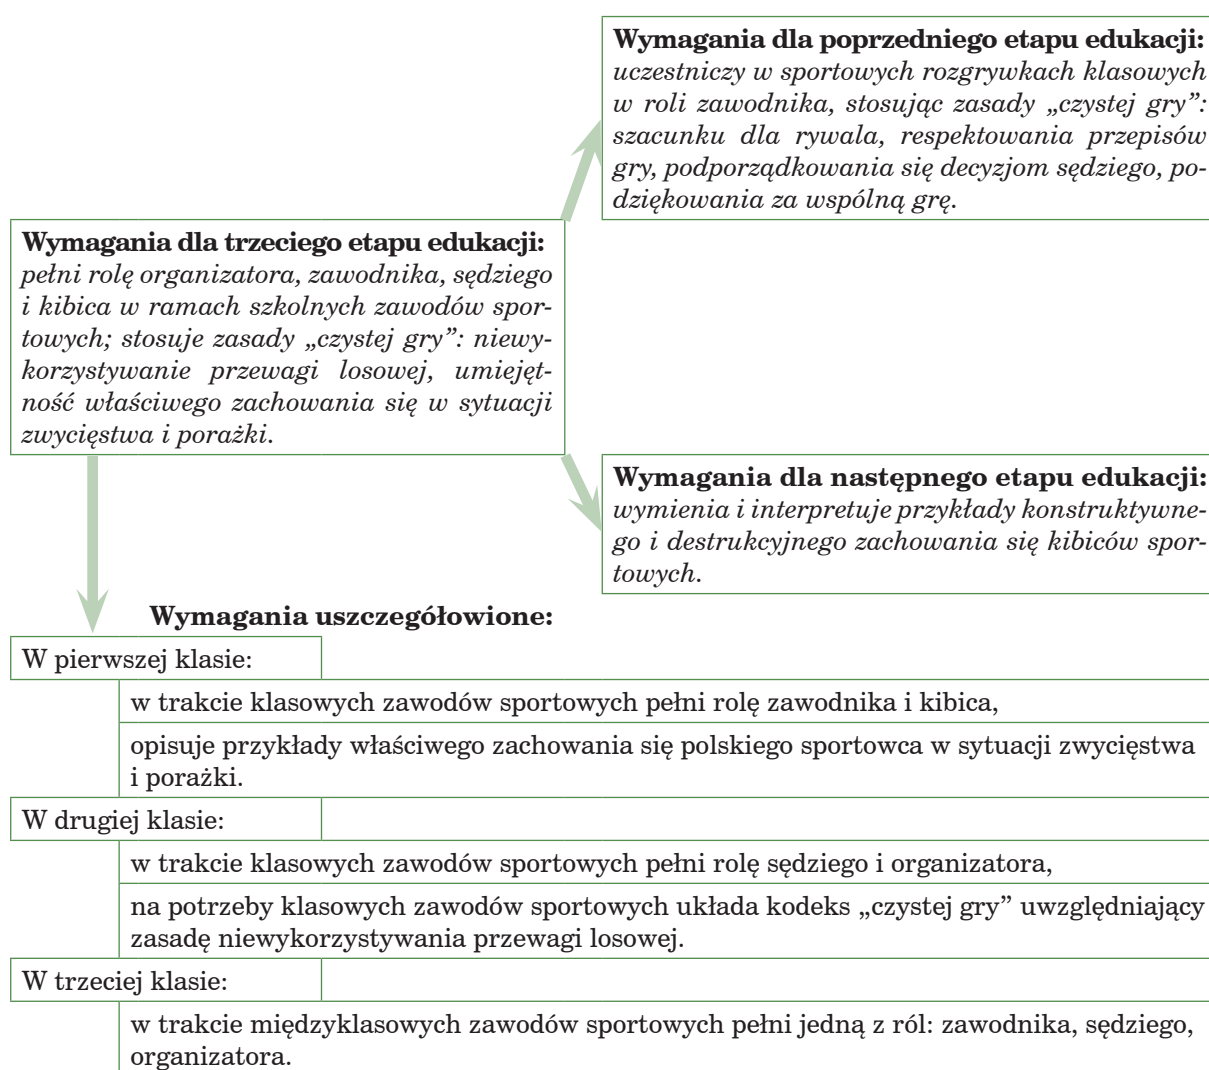 Wymagania dla poprzedniego etapu edukacji:
uczestniczy w sportowych rozgrywkach klasowych
w roli zawodnika, stosując zasady „czystej gry”:
szacunku dla rywala, respektowania przepisów
gry, podporządkowania się decyzjom sędziego, po-
dziękowania za wspólną grę.
Wymagania dla trzeciego etapu edukacji:
pełni rolę organizatora, zawodnika, sędziego
i kibica w ramach szkolnych zawodów spor-
towych; stosuje zasady „czystej gry”: niewy-
korzystywanie przewagi losowej, umiejęt-
ność właściwego zachowania się w sytuacji
zwycięstwa i porażki.
Wymagania dla następnego etapu edukacji:
wymienia i interpretuje przykłady konstruktywne-
go i destrukcyjnego zachowania się kibiców spor-
towych.
Wymagania uszczegółowione:
W pierwszej klasie:
w trakcie klasowych zawodów sportowych pełni rolę zawodnika i kibica,
opisuje przykłady właściwego zachowania się polskiego sportowca w sytuacji zwycięstwa
i porażki.
W drugiej klasie:
w trakcie klasowych zawodów sportowych pełni rolę sędziego i organizatora,
na potrzeby klasowych zawodów sportowych układa kodeks „czystej gry” uwzględniający
zasadę niewykorzystywania przewagi losowej.
W trzeciej klasie:
w trakcie międzyklasowych zawodów sportowych pełni jedną z ról: zawodnika, sędziego,
organizatora.